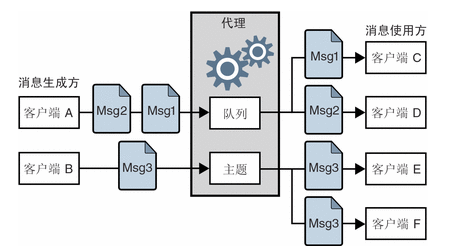 代理
消息使用方
Msg1
客户端 C
消息生成方
客户端 A
Msg2
Msg1
队列
Msg2
客户端 D
客户端 B
Msg3
主题
Msg3
客户端 E
Msg3
客户端 F